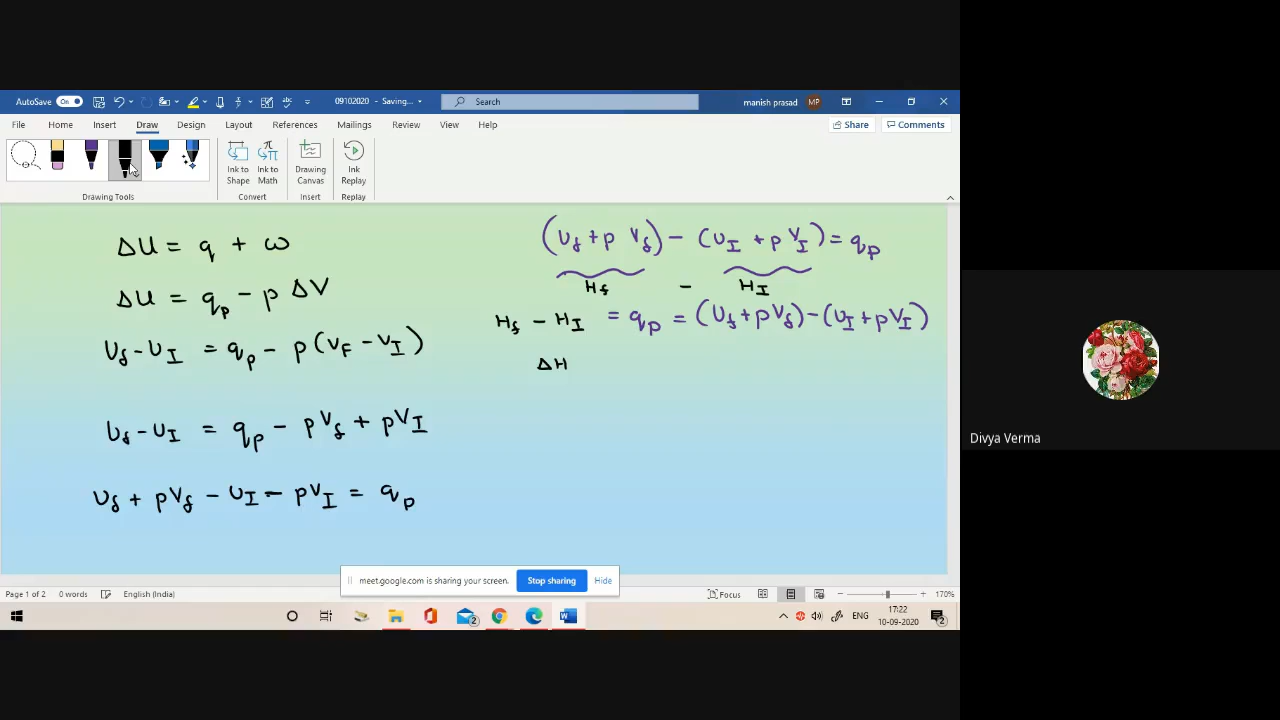 AutoSave On 09102020 - Saving... Search manish prasad MP
File Home Insert Draw Design Layout References Mailings Review View Help Share Comments
Ink to Shape Ink to Math Drawing Canvas Ink Replay
Drawing Tools Convert Insert Replay
ΔU = q + w
ΔU = qp - p ΔV
Uf - UI = qp - p(VF - VI)
Uf - UI = qp - pVf + pVI
Uf + pVf - UI - pVI = qp
(Uf + p Vf) - (UI + p VI) = qp
Hf - HI
Hf - HI = qp = (Uf + pVf) - (UI + pVI)
ΔH
Divya Verma
meet.google.com is sharing your screen. Stop sharing Hide
Page 1 of 2 0 words English (India) Focus 170%
2 ENG 17:22 10-09-2020 2